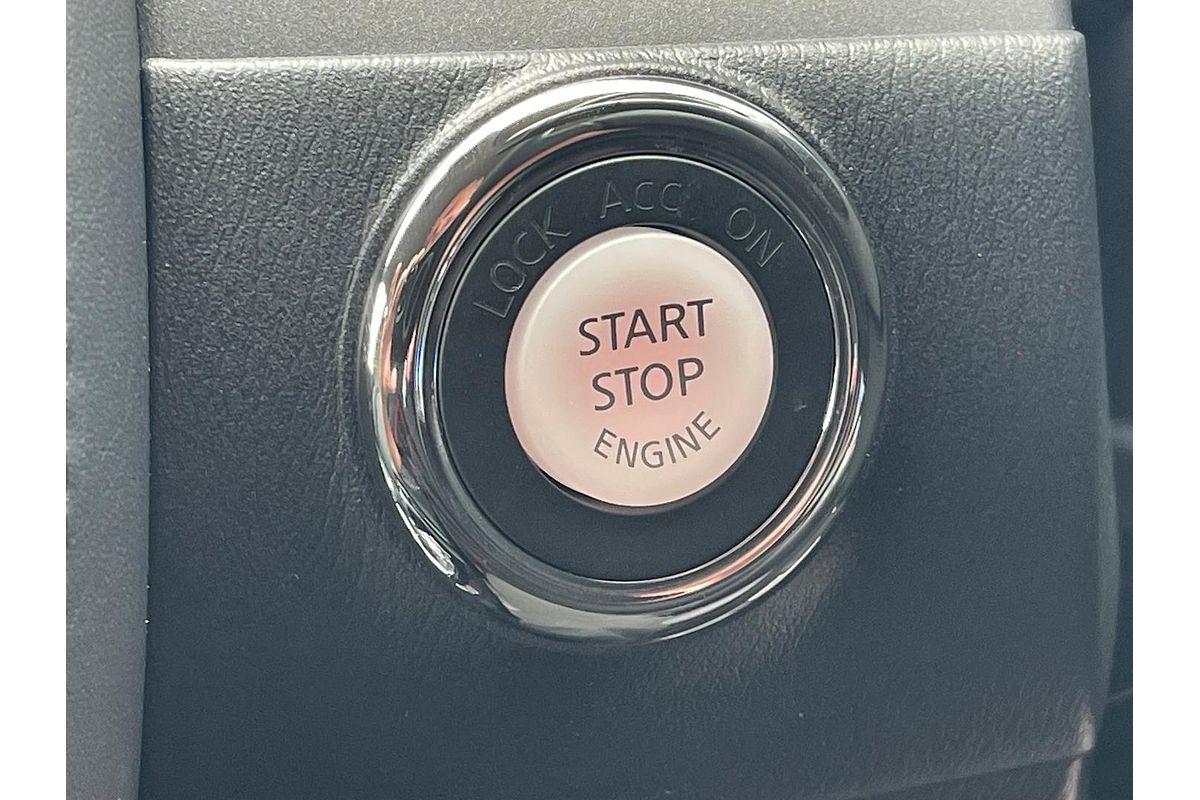 LOCK ACC ON
START
STOP
ENGINE